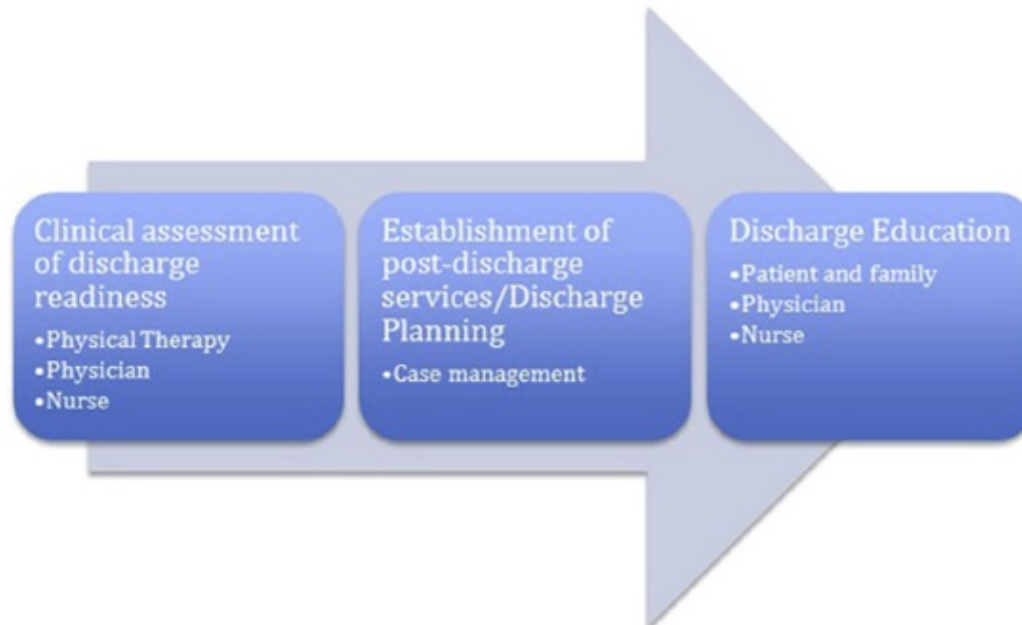 Clinical assessment
of discharge
readiness
•Physical Therapy
•Physician
•Nurse
Establishment of
post-discharge
services/Discharge
Planning
•Case management
Discharge Education
•Patient and family
•Physician
•Nurse